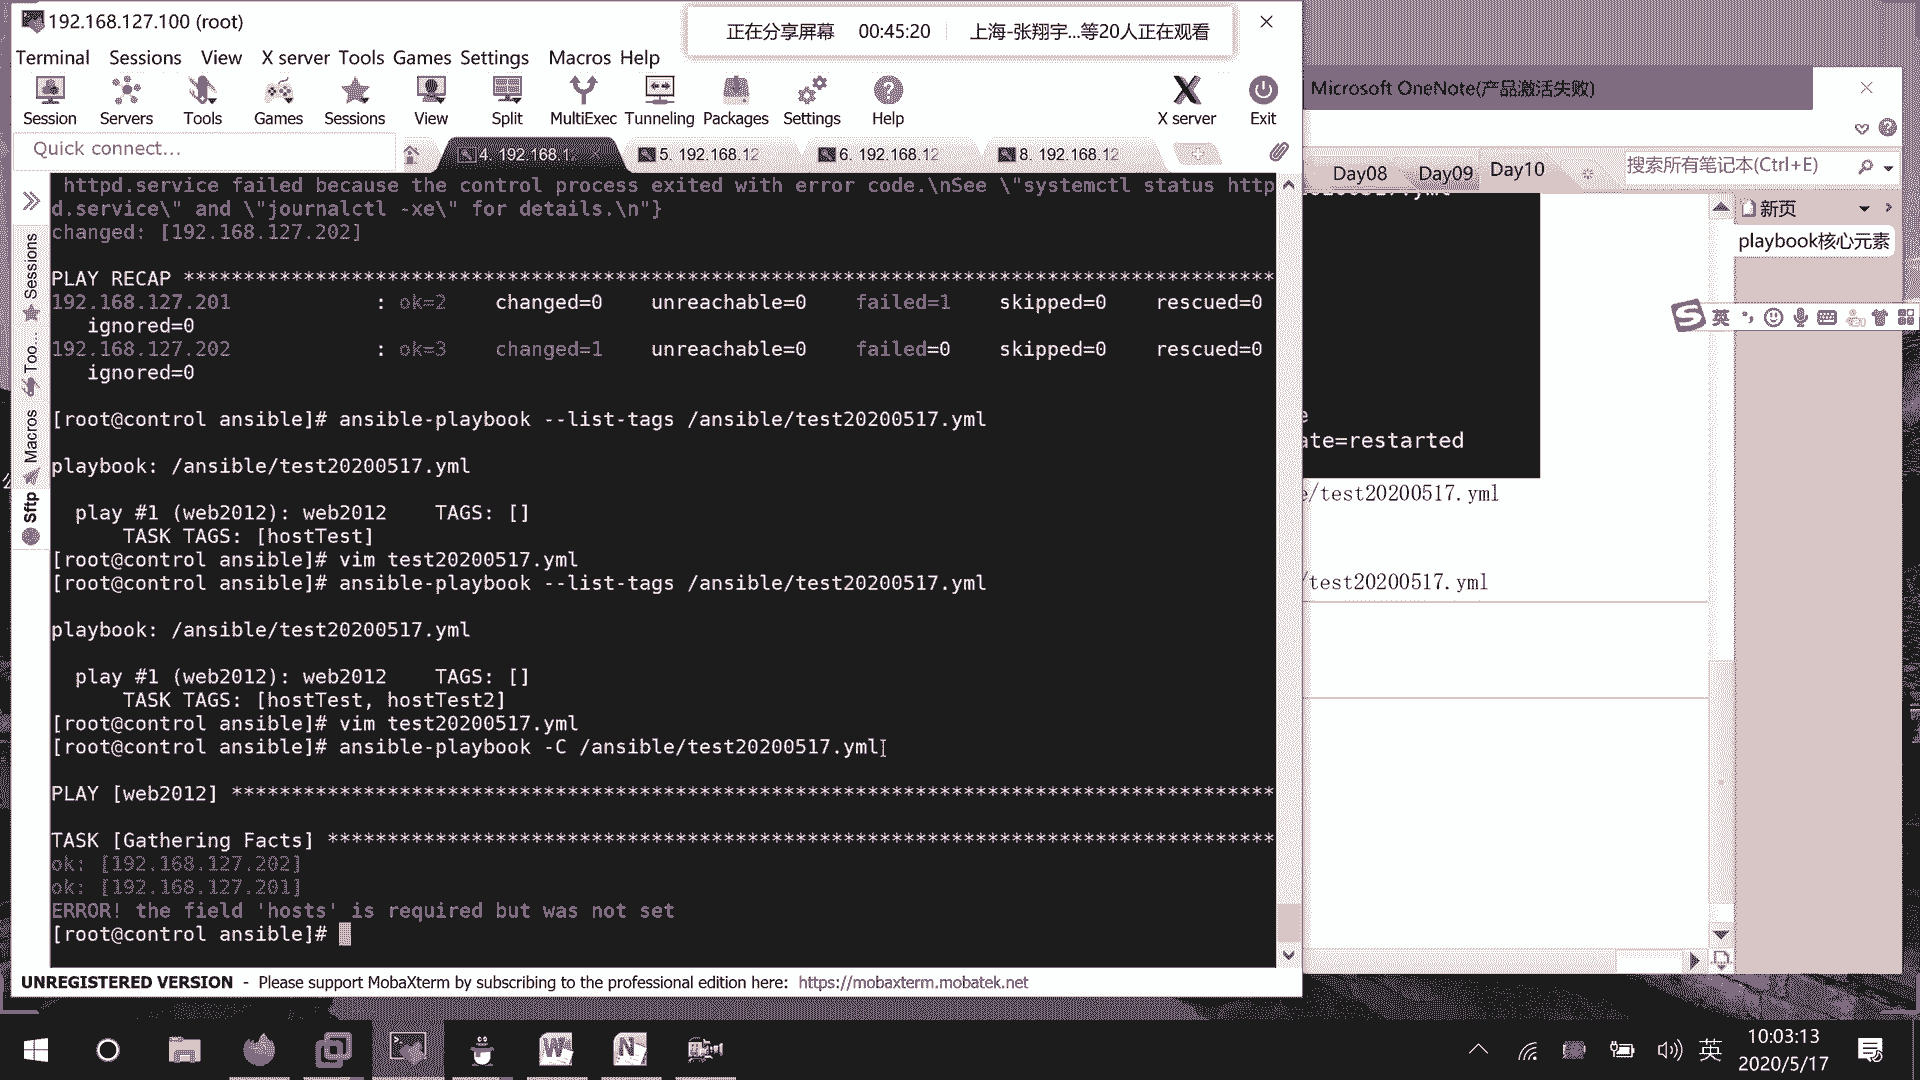 192.168.127.100 (root)
正在分享屏幕 00:45:20 上海-张翔宇...等20人正在观看
Terminal Sessions View X server Tools Games Settings Macros Help
Session Servers Tools Games Sessions View Split MultiExec Tunneling Packages Settings Help X server Exit
Quick connect...
4. 192.168.12 5. 192.168.12 6. 192.168.12 8. 192.168.12
Sessions
Too...
Macros
Sftp
httpd.service failed because the control process exited with error code.\nSee \"systemctl status http
d.service\" and \"journalctl -xe\" for details.\n"}
changed: [192.168.127.202]
PLAY RECAP *****************************************************************************************
192.168.127.201 : ok=2 changed=0 unreachable=0 failed=1 skipped=0 rescued=0
ignored=0
192.168.127.202 : ok=3 changed=1 unreachable=0 failed=0 skipped=0 rescued=0
ignored=0
[root@control ansible]# ansible-playbook --list-tags /ansible/test20200517.yml
playbook: /ansible/test20200517.yml
play #1 (web2012): web2012 TAGS: []
TASK TAGS: [hostTest]
[root@control ansible]# vim test20200517.yml
[root@control ansible]# ansible-playbook --list-tags /ansible/test20200517.yml
playbook: /ansible/test20200517.yml
play #1 (web2012): web2012 TAGS: []
TASK TAGS: [hostTest, hostTest2]
[root@control ansible]# vim test20200517.yml
[root@control ansible]# ansible-playbook -C /ansible/test20200517.yml
PLAY [web2012] *************************************************************************************
TASK [Gathering Facts] *****************************************************************************
ok: [192.168.127.202]
ok: [192.168.127.201]
ERROR! the field 'hosts' is required but was not set
[root@control ansible]#
UNREGISTERED VERSION - Please support MobaXterm by subscribing to the professional edition here: https://mobaxterm.mobatek.net
Microsoft OneNote(产品激活失败)
Day08 Day09 Day10
搜索所有笔记本(Ctrl+E)
新页
playbook核心元素
英
e
ate=restarted
e/test20200517.yml
/test20200517.yml
英
10:03:13
2020/5/17